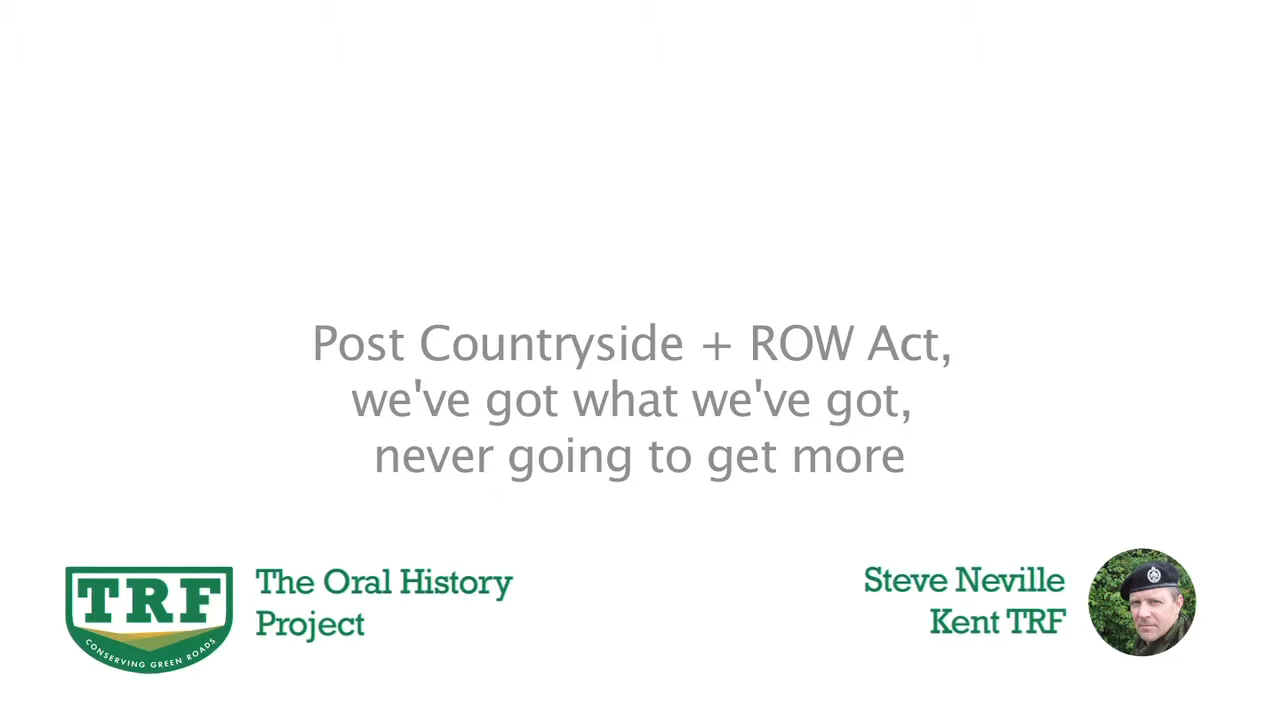 Post Countryside + ROW Act,
we've got what we've got,
never going to get more
TRF
CONSERVING GREEN ROADS
The Oral History
Project
Steve Neville
Kent TRF